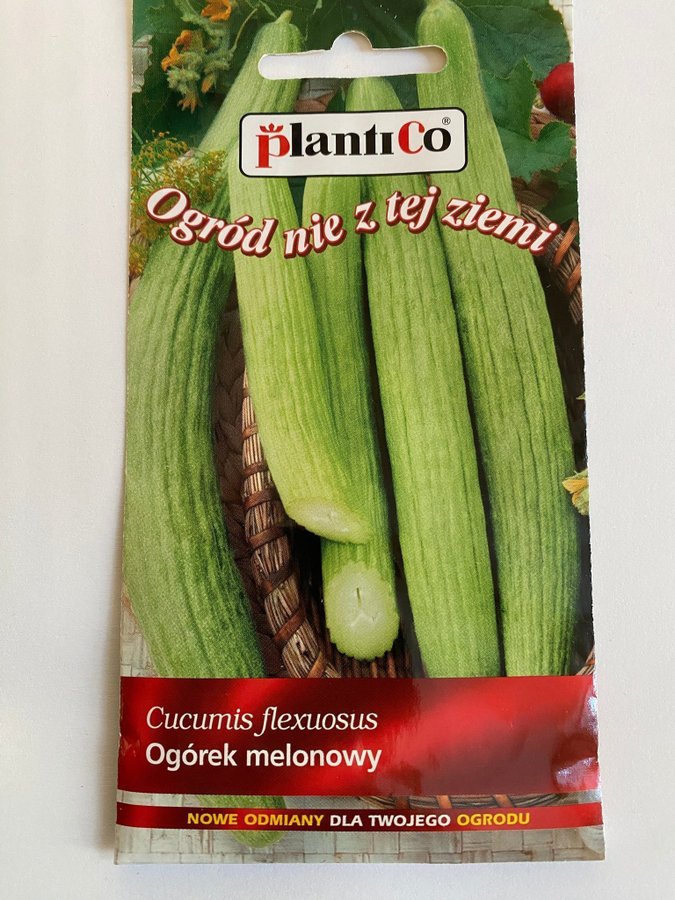 plantiCo®
Ogród nie z tej ziemi
Cucumis flexuosus
Ogórek melonowy
NOWE ODMIANY DLA TWOJEGO OGRODU